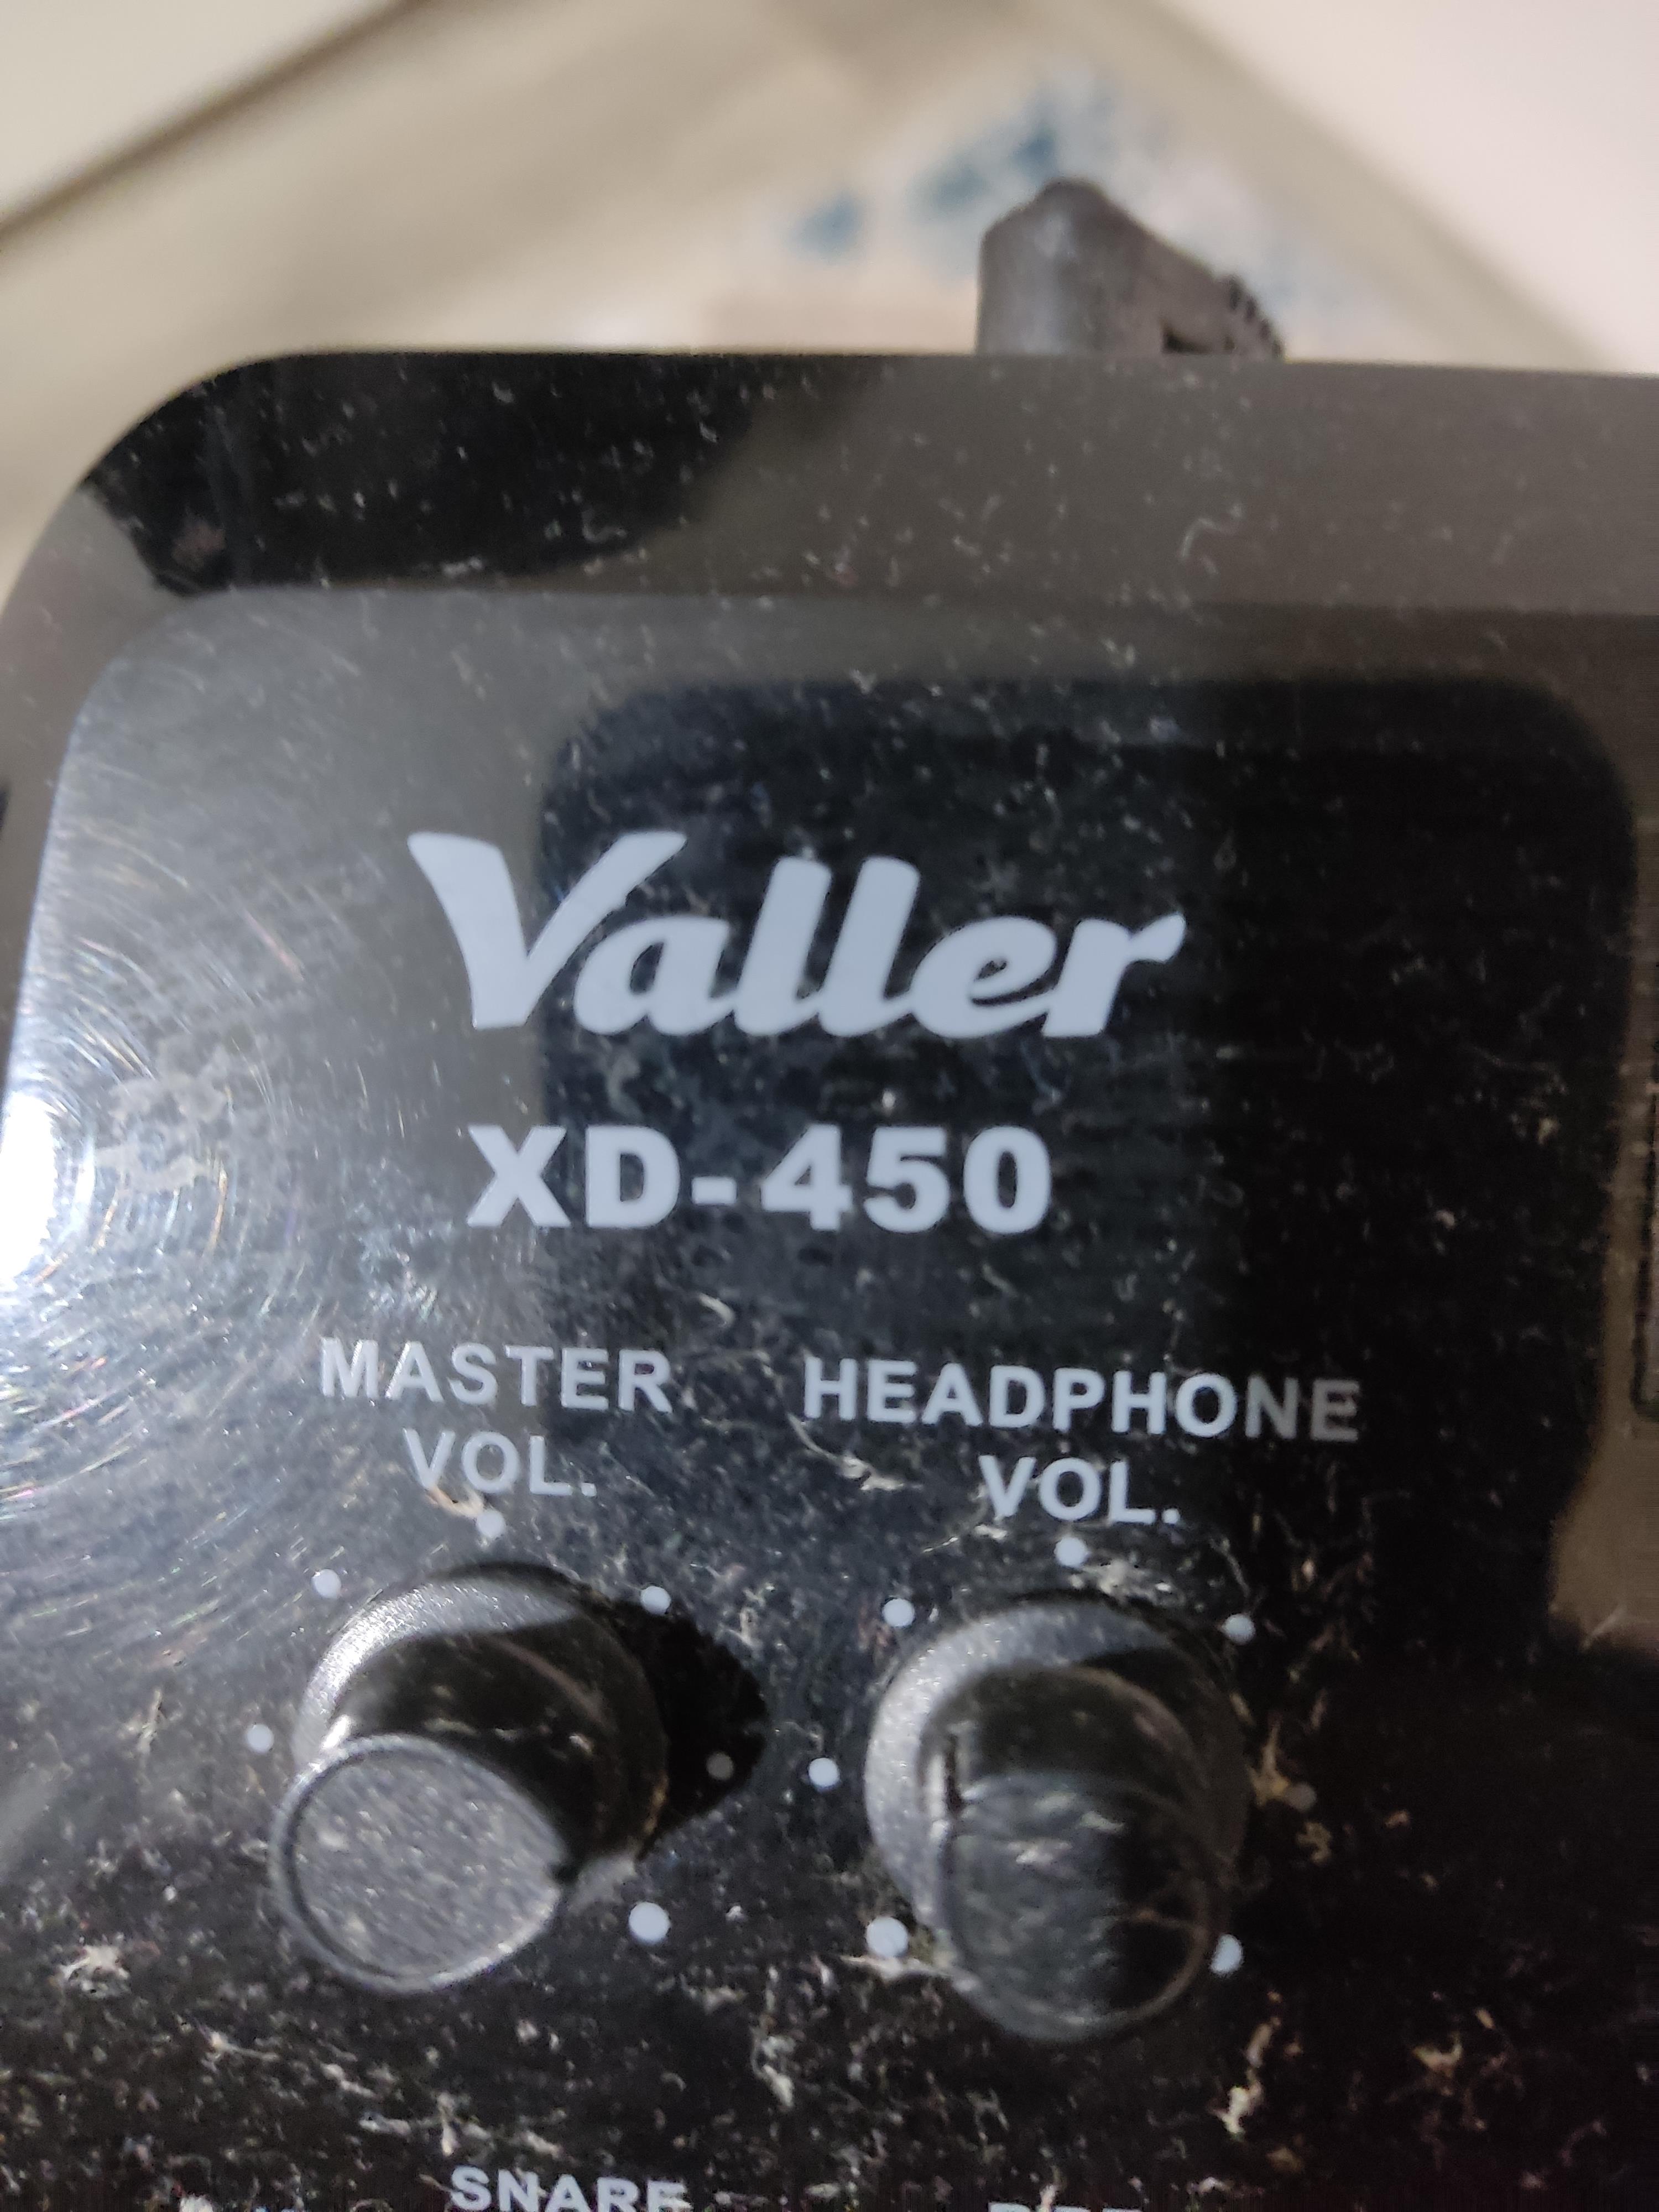 Valler
XD-450
MASTER HEADPHONE
VOL. VOL.
SNARE